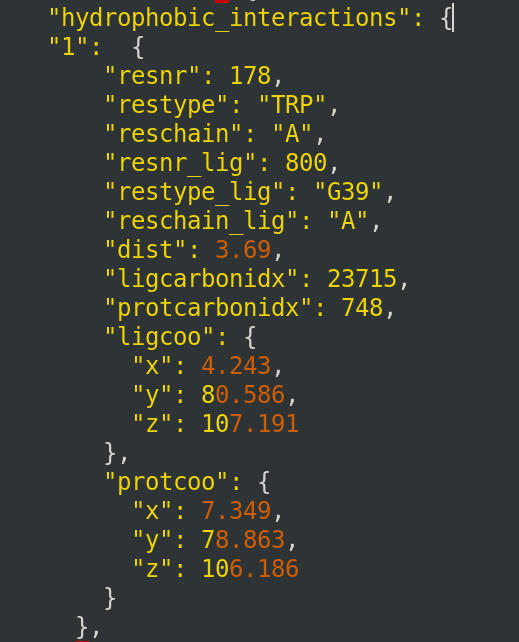 "hydrophobic_interactions": {
"1":  {
"resnr": 178,
"restype": "TRP",
"reschain": "A",
"resnr_lig": 800,
"restype_lig": "G39",
"reschain_lig": "A",
"dist": 3.69,
"ligcarbonidx": 23715,
"protcarbonidx": 748,
"ligcoo": {
"x": 4.243,
"y": 80.586,
"z": 107.191
},
"protcoo": {
"x": 7.349,
"y": 78.863,
"z": 106.186
}
},